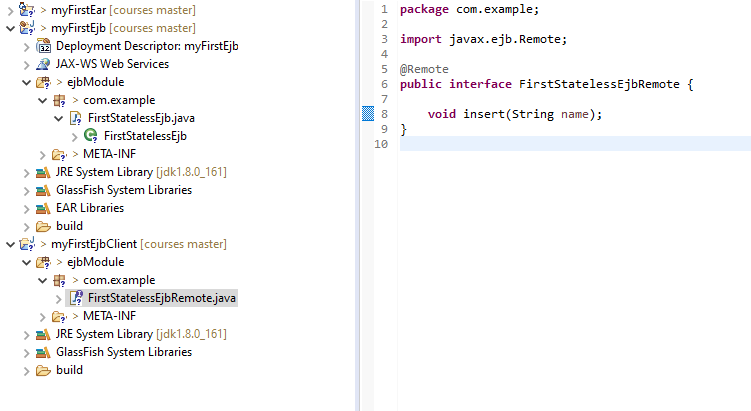 > myFirstEar [courses master]
> myFirstEjb [courses master]
Deployment Descriptor: myFirstEjb
JAX-WS Web Services
> ejbModule
> com.example
FirstStatelessEjb.java
FirstStatelessEjb
> META-INF
JRE System Library [jdk1.8.0_161]
GlassFish System Libraries
EAR Libraries
build
> myFirstEjbClient [courses master]
> ejbModule
> com.example
FirstStatelessEjbRemote.java
> META-INF
JRE System Library [jdk1.8.0_161]
GlassFish System Libraries
build
1 package com.example;
2
3 import javax.ejb.Remote;
4
5 @Remote
6 public interface FirstStatelessEjbRemote {
7
8 void insert(String name);
9 }
10